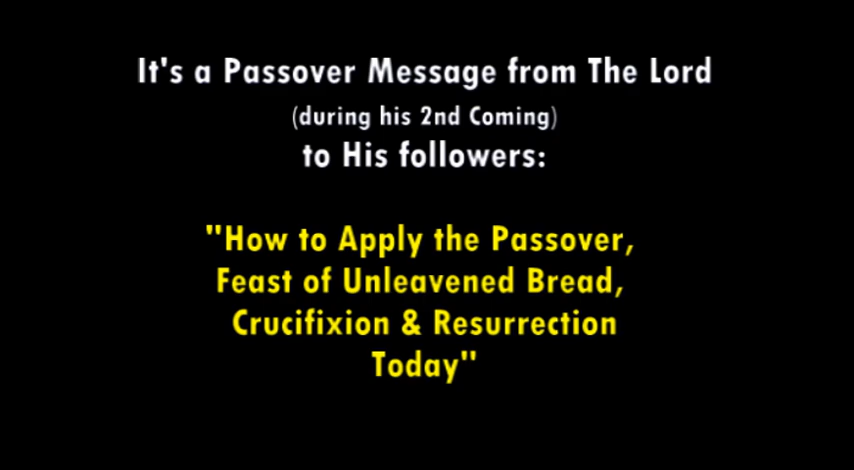 It's a Passover Message from The Lord
(during his 2nd Coming)
to His followers:
"How to Apply the Passover,
Feast of Unleavened Bread,
Crucifixion & Resurrection
Today"